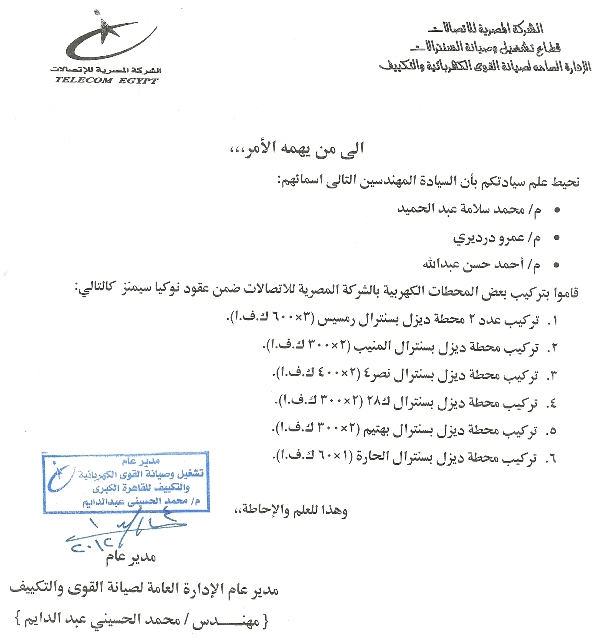 الشركة المصرية للاتصالات
قطاع تشغيل وصيانة السنترالات
الإدارة العامه لصيانة القوى الكهربائية والتكييف
الشركة المصرية للإتصالات
TELECOM EGYPT
الى من يهمه الأمر،،،
نحيط علم سيادتكم بأن السيادة المهندسين التالى اسمائهم:
• م/ محمد سلامة عبد الحميد
• م/ عمرو درديري
• م/ أحمد حسن عبدالله
قاموا بتركيب بعض المحطات الكهربية بالشركة المصرية للاتصالات ضمن عقود نوكيا سيمنز كالتالي:
١. تركيب عدد ٢ محطة ديزل بسنترال رمسيس (٣×٦٠٠ ك.ف.ا).
٢. تركيب محطة ديزل بسنترال المنيب (٢×٣٠٠ ك.ف.ا).
٣. تركيب محطة ديزل بسنترال نصر٤ (٢×٤٠٠ ك.ف.ا).
٤. تركيب محطة ديزل بسنترال ك٢٨ (٢×٣٠٠ ك.ف.ا).
٥. تركيب محطة ديزل بسنترال بهتيم (٢×٣٠٠ ك.ف.ا).
٦. تركيب محطة ديزل بسنترال الحارة (١×٦٠ ك.ف.ا).
وهذا للعلم والإحاطة،،
مدير عام
تشغيل وصيانة القوى الكهربائية
والتكييف للقاهرة الكبرى
م/ محمد الحسينى عبدالدايم
٢٠١٢
مدير عام
مدير عام الإدارة العامة لصيانة القوى والتكييف
{ مهنـــــدس / محمد الحسيني عبد الدايم }